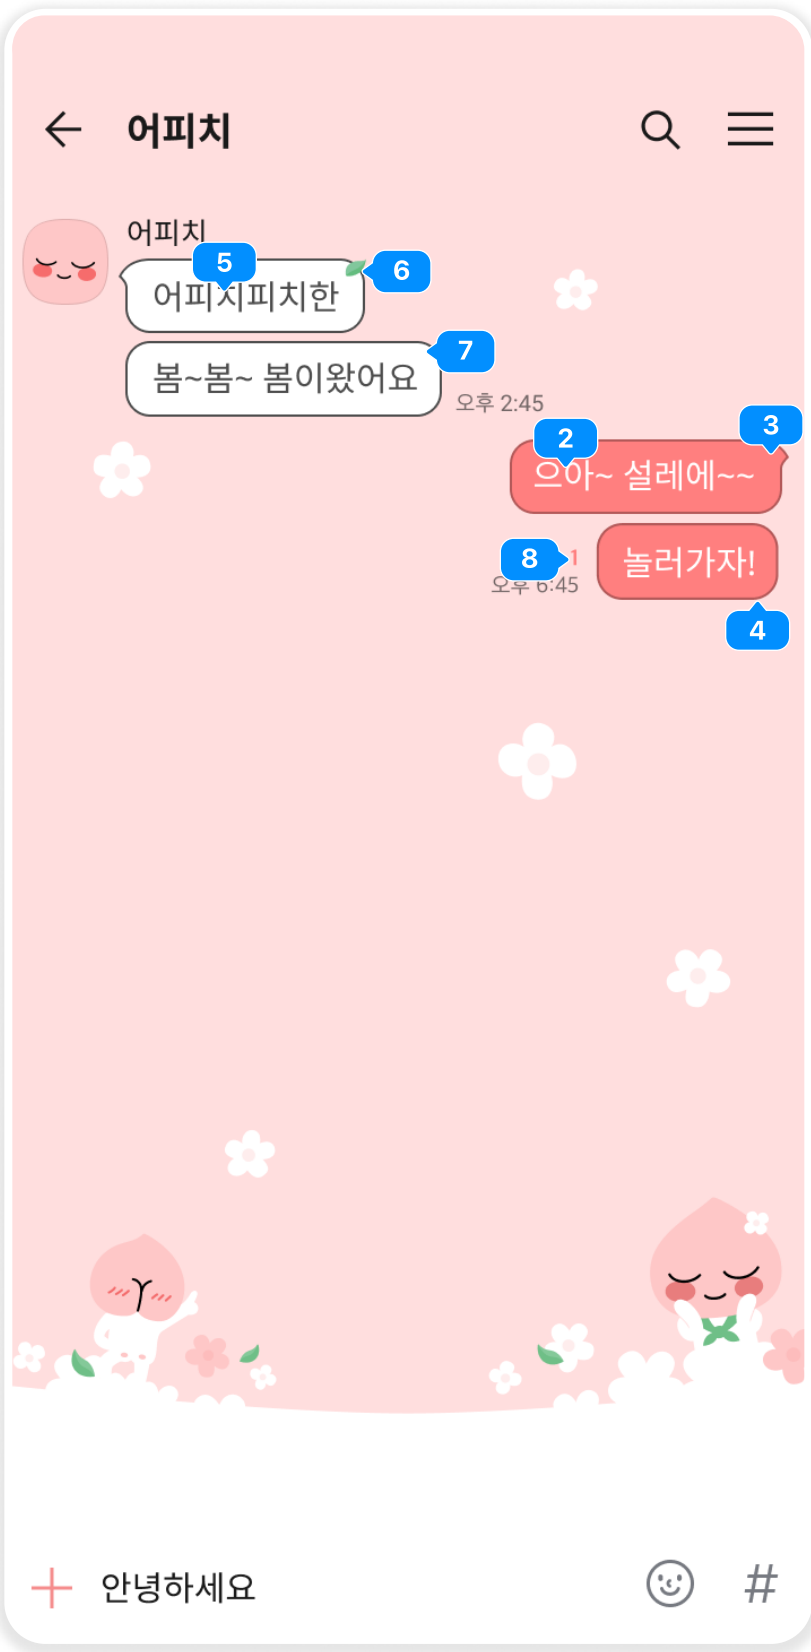 어피치
어피치
5
6
어피치피치한
7
봄~봄~ 봄이왔어요
오후 2:45
2
3
으아~ 설레에~~
8
1
놀러가자!
오후 6:45
4
안녕하세요
#